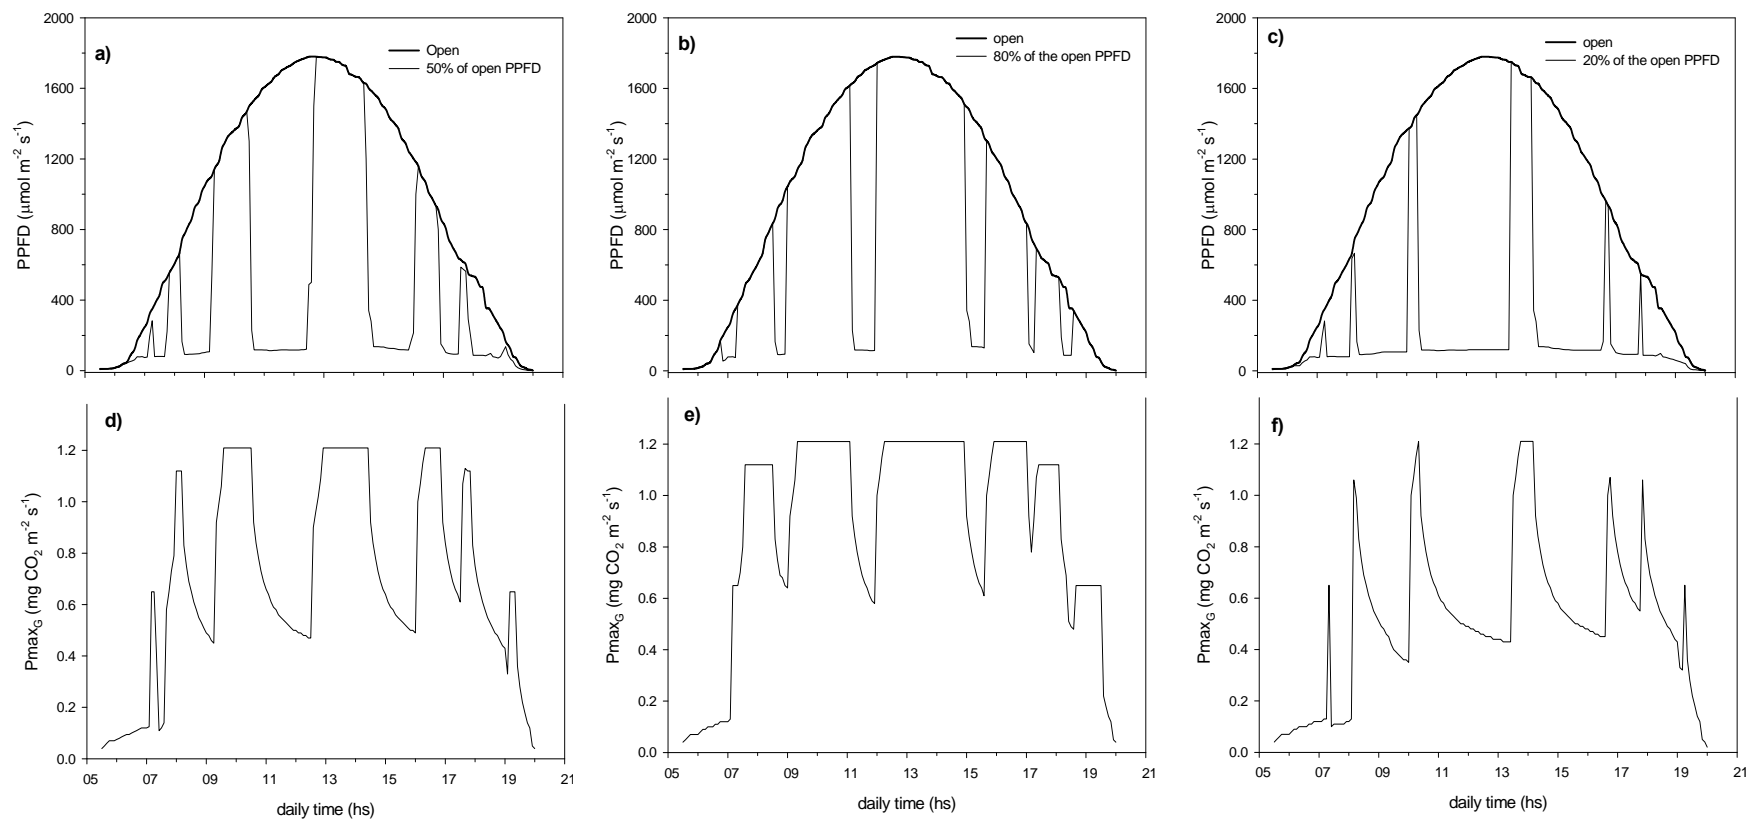 a)
Open
50% of open PPFD
PPFD (μmol m-2 s-1)
2000
1600
1200
800
400
0
b)
open
80% of the open PPFD
PPFD (μmol m-2 s-1)
2000
1600
1200
800
400
0
c)
open
20% of the open PPFD
PPFD (μmol m-2 s-1)
2000
1600
1200
800
400
0
d)
PmaxG (mg CO2 m-2 s-1)
1.2
1.0
0.8
0.6
0.4
0.2
0.0
05 07 09 11 13 15 17 19 21
daily time (hs)
e)
PmaxG (mg CO2 m-2 s-1)
1.2
1.0
0.8
0.6
0.4
0.2
0.0
05 07 09 11 13 15 17 19 21
daily time (hs)
f)
PmaxG (mg CO2 m-2 s-1)
1.2
1.0
0.8
0.6
0.4
0.2
0.0
05 07 09 11 13 15 17 19 21
daily time (hs)